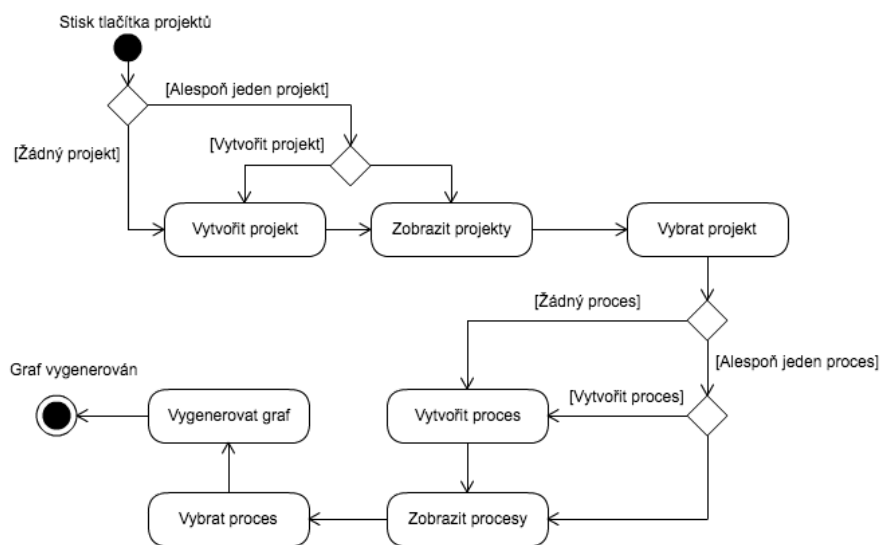 Stisk tlačítka projektů
[Alespoň jeden projekt]
[Vytvořit projekt]
[Žádný projekt]
Vytvořit projekt
Zobrazit projekty
Vybrat projekt
[Žádný proces]
[Alespoň jeden proces]
Graf vygenerován
[Vytvořit proces]
Vygenerovat graf
Vytvořit proces
Vybrat proces
Zobrazit procesy